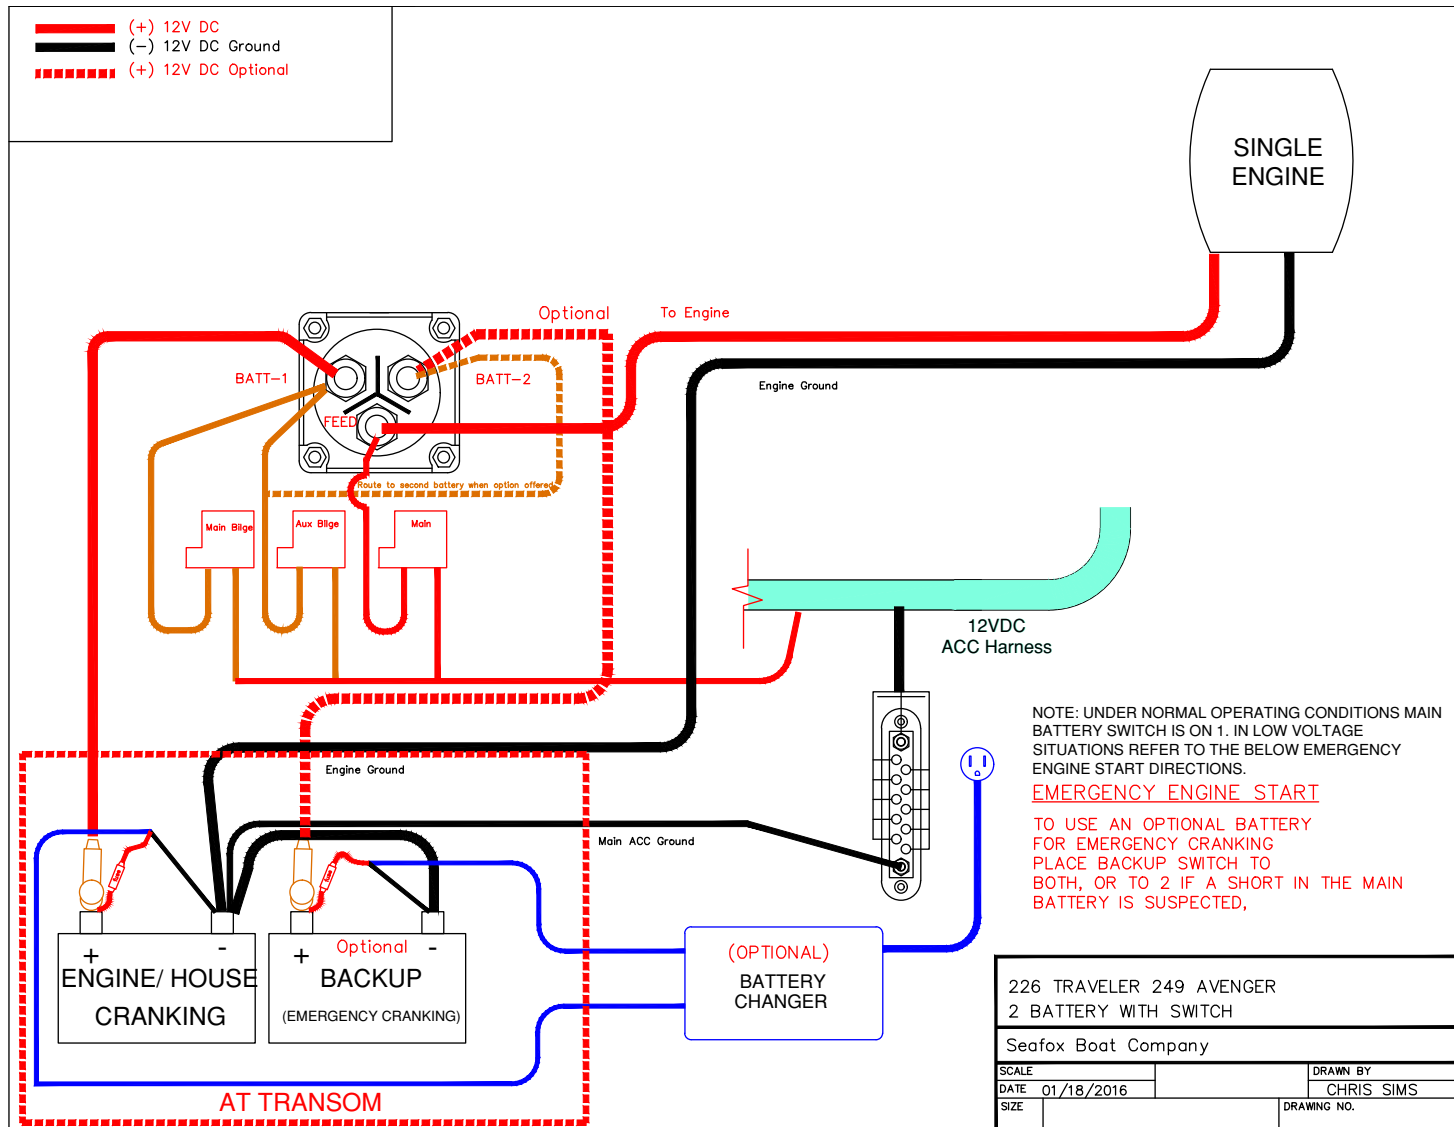 (+) 12V DC
(-) 12V DC Ground
(+) 12V DC Optional
SINGLE
ENGINE
Optional
To Engine
BATT-1
BATT-2
Engine Ground
FEED
Route to second battery when option offered
Main Bilge
Aux Bilge
Main
12VDC
ACC Harness
NOTE: UNDER NORMAL OPERATING CONDITIONS MAIN
BATTERY SWITCH IS ON 1. IN LOW VOLTAGE
SITUATIONS REFER TO THE BELOW EMERGENCY
ENGINE START DIRECTIONS.
EMERGENCY ENGINE START
TO USE AN OPTIONAL BATTERY
FOR EMERGENCY CRANKING
PLACE BACKUP SWITCH TO
BOTH, OR TO 2 IF A SHORT IN THE MAIN
BATTERY IS SUSPECTED,
Engine Ground
Main ACC Ground
fuse
fuse
+ -
ENGINE/ HOUSE
CRANKING
+ Optional -
BACKUP
(EMERGENCY CRANKING)
(OPTIONAL)
BATTERY
CHANGER
AT TRANSOM
226 TRAVELER 249 AVENGER
2 BATTERY WITH SWITCH
Seafox Boat Company
SCALE
DRAWN BY
DATE 01/18/2016
CHRIS SIMS
SIZE
DRAWING NO.